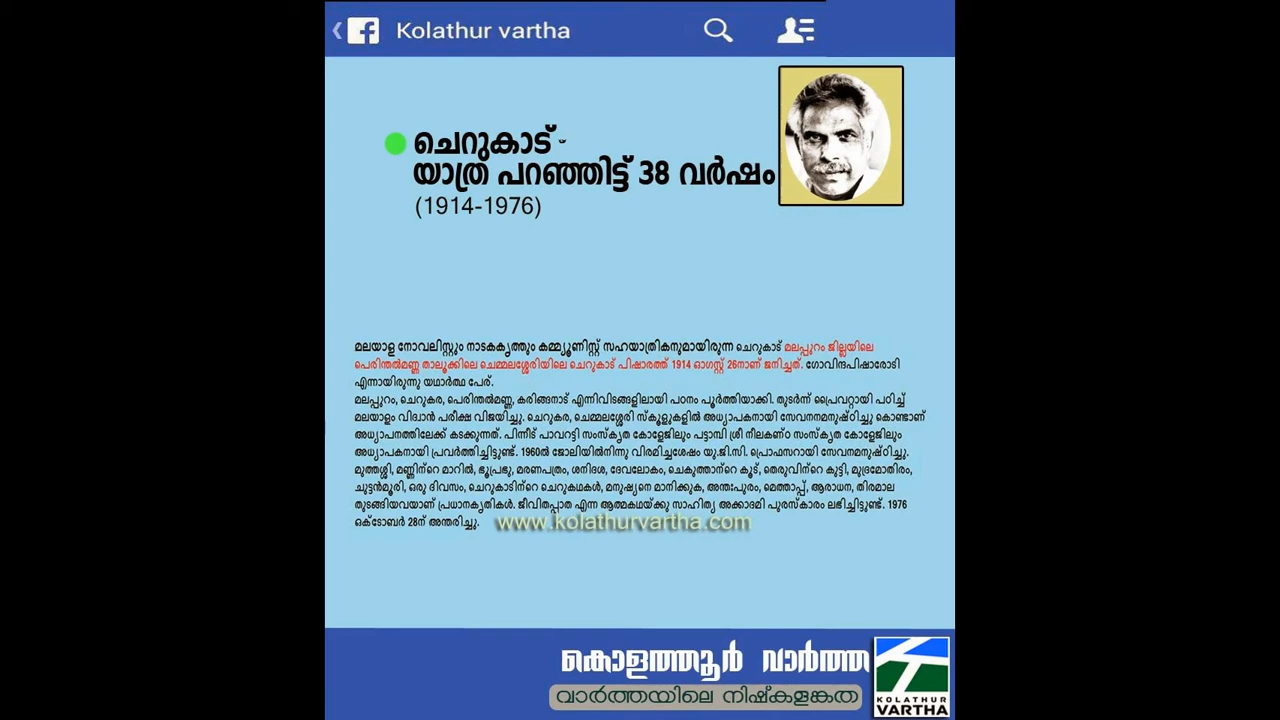 Kolathur vartha
ചെറുകാട് -
യാത്ര പറഞ്ഞിട്ട് 38 വർഷം
(1914-1976)
മലയാള നോവലിസ്റ്റും നാടകകൃത്തും കമ്മ്യൂണിസ്റ്റ് സഹയാത്രികനുമായിരുന്ന ചെറുകാട് മലപ്പുറം ജില്ലയിലെ
പെരിന്തൽമണ്ണ താലൂക്കിലെ ചെമ്മലശ്ശേരിയിലെ ചെറുകാട് പിഷാരത്ത് 1914 ഓഗസ്റ്റ് 26നാണ് ജനിച്ചത്. ഗോവിന്ദപിഷാരോടി
എന്നായിരുന്നു യഥാർത്ഥ പേര്.
മലപ്പുറം, ചെറുകര, പെരിന്തൽമണ്ണ, കരിങ്ങനാട് എന്നിവിടങ്ങളിലായി പഠനം പൂർത്തിയാക്കി. തുടർന്ന് പ്രൈവറ്റായി പഠിച്ച്
മലയാളം വിദ്വാൻ പരീക്ഷ വിജയിച്ചു. ചെറുകര, ചെമ്മലശ്ശേരി സ്കൂളുകളിൽ അധ്യാപകനായി സേവനമനുഷ്ഠിച്ചു കൊണ്ടാണ്
അധ്യാപനത്തിലേക്ക് കടക്കുന്നത്. പിന്നീട് പാവറട്ടി സംസ്കൃത കോളേജിലും പട്ടാമ്പി ശ്രീ നീലകണ്ഠ സംസ്കൃത കോളേജിലും
അധ്യാപകനായി പ്രവർത്തിച്ചിട്ടുണ്ട്. 1960ൽ ജോലിയിൽനിന്നു വിരമിച്ചശേഷം യു.ജി.സി. പ്രൊഫസറായി സേവനമനുഷ്ഠിച്ചു.
മുത്തശ്ശി, മണ്ണിന്റെ മാറിൽ, ഭൂപ്രഭു, മരണപത്രം, ശനിദശ, ദേവലോകം, ചെകുത്താന്റെ കൂട്, തെരുവിന്റെ കുട്ടി, മുദ്രമോതിരം,
ചുട്ടൻമൂരി, ഒരു ദിവസം, ചെറുകാടിന്റെ ചെറുകഥകൾ, മനുഷ്യനെ മാനിക്കുക, അന്തഃപുരം, മെത്താപ്പ്, ആരാധന, തിരമാല
തുടങ്ങിയവയാണ് പ്രധാനകൃതികൾ. ജീവിതപ്പാത എന്ന ആത്മകഥയ്ക്കു സാഹിത്യ അക്കാദമി പുരസ്കാരം ലഭിച്ചിട്ടുണ്ട്. 1976
ഒക്ടോബർ 28ന് അന്തരിച്ചു.
www.kolathurvartha.com
കൊളത്തൂർ വാർത്ത
വാർത്തയിലെ നിഷ്കളങ്കത
KOLATHUR
VARTHA